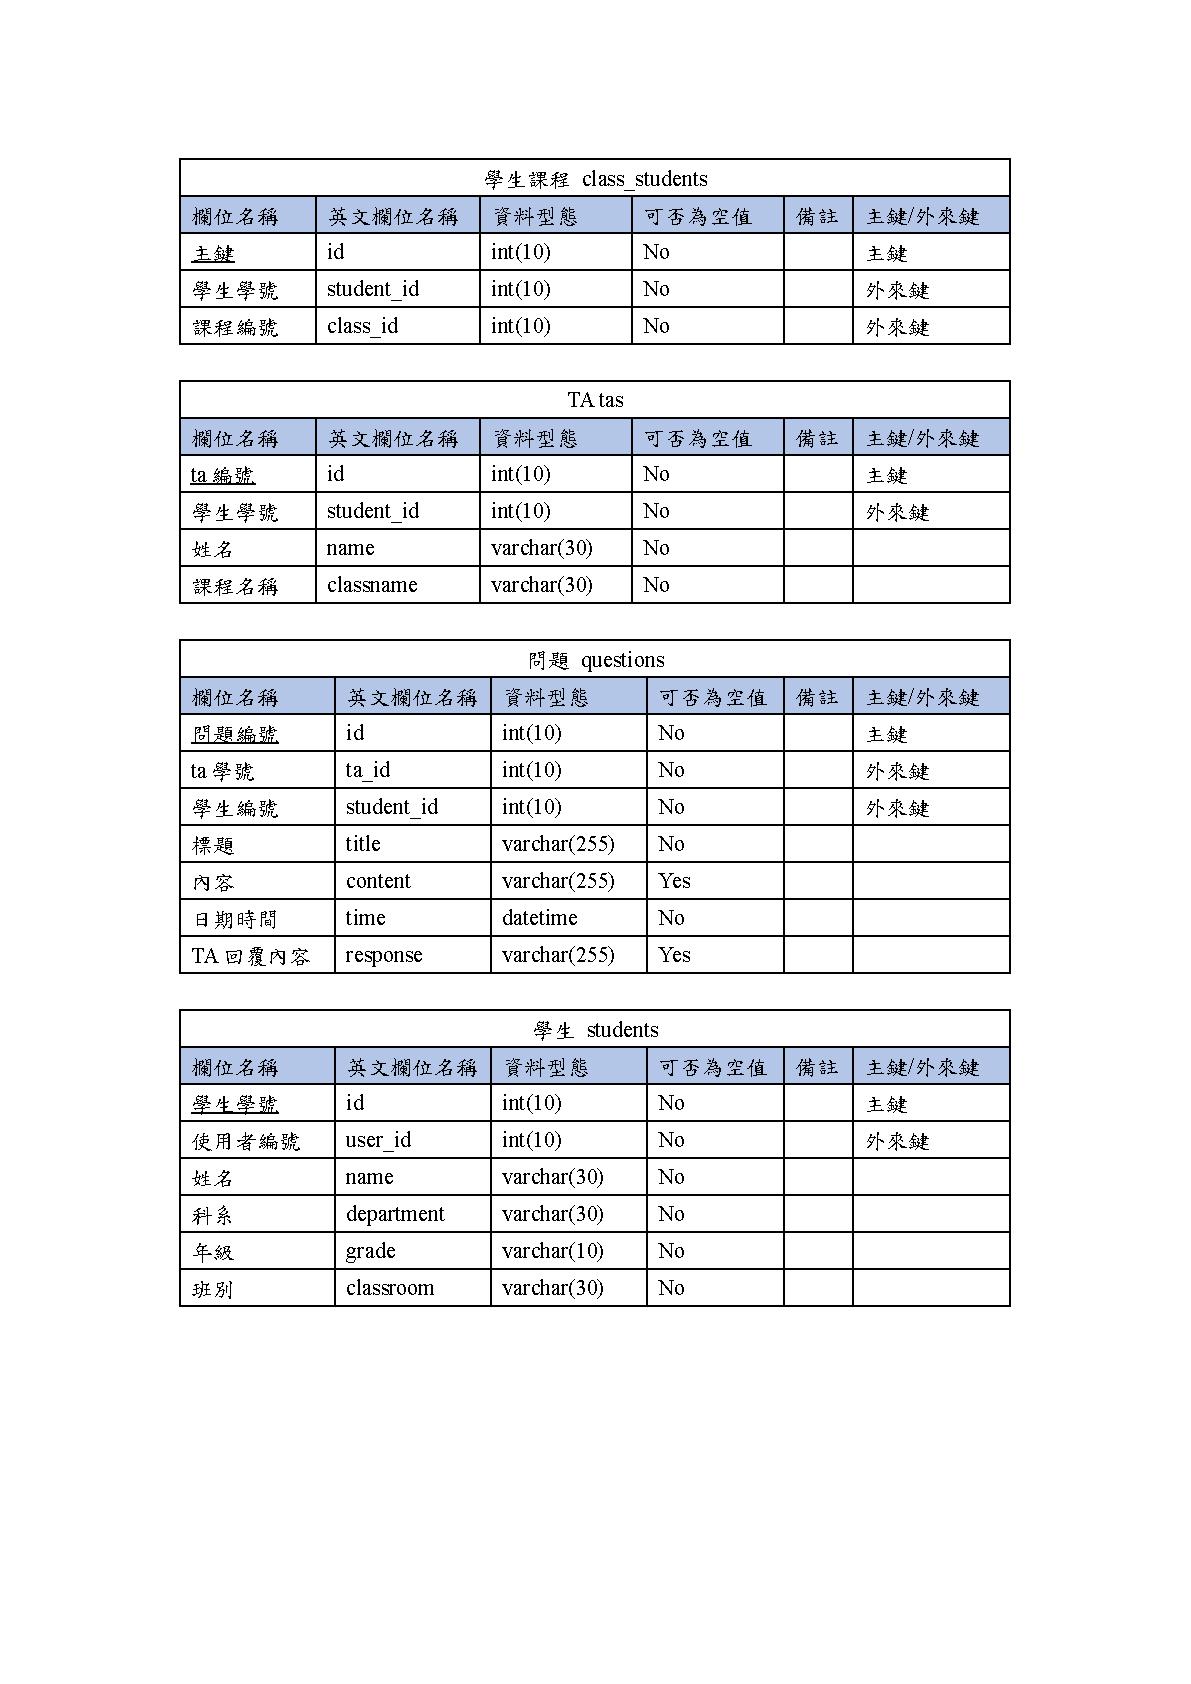 學生課程 class_students
欄位名稱 英文欄位名稱 資料型態 可否為空值 備註 主鍵/外來鍵
主鍵 id int(10) No 主鍵
學生學號 student_id int(10) No 外來鍵
課程編號 class_id int(10) No 外來鍵
TA tas
欄位名稱 英文欄位名稱 資料型態 可否為空值 備註 主鍵/外來鍵
ta 編號 id int(10) No 主鍵
學生學號 student_id int(10) No 外來鍵
姓名 name varchar(30) No
課程名稱 classname varchar(30) No
問題 questions
欄位名稱 英文欄位名稱 資料型態 可否為空值 備註 主鍵/外來鍵
問題編號 id int(10) No 主鍵
ta 學號 ta_id int(10) No 外來鍵
學生編號 student_id int(10) No 外來鍵
標題 title varchar(255) No
內容 content varchar(255) Yes
日期時間 time datetime No
TA 回覆內容 response varchar(255) Yes
學生 students
欄位名稱 英文欄位名稱 資料型態 可否為空值 備註 主鍵/外來鍵
學生學號 id int(10) No 主鍵
使用者編號 user_id int(10) No 外來鍵
姓名 name varchar(30) No
科系 department varchar(30) No
年級 grade varchar(10) No
班別 classroom varchar(30) No